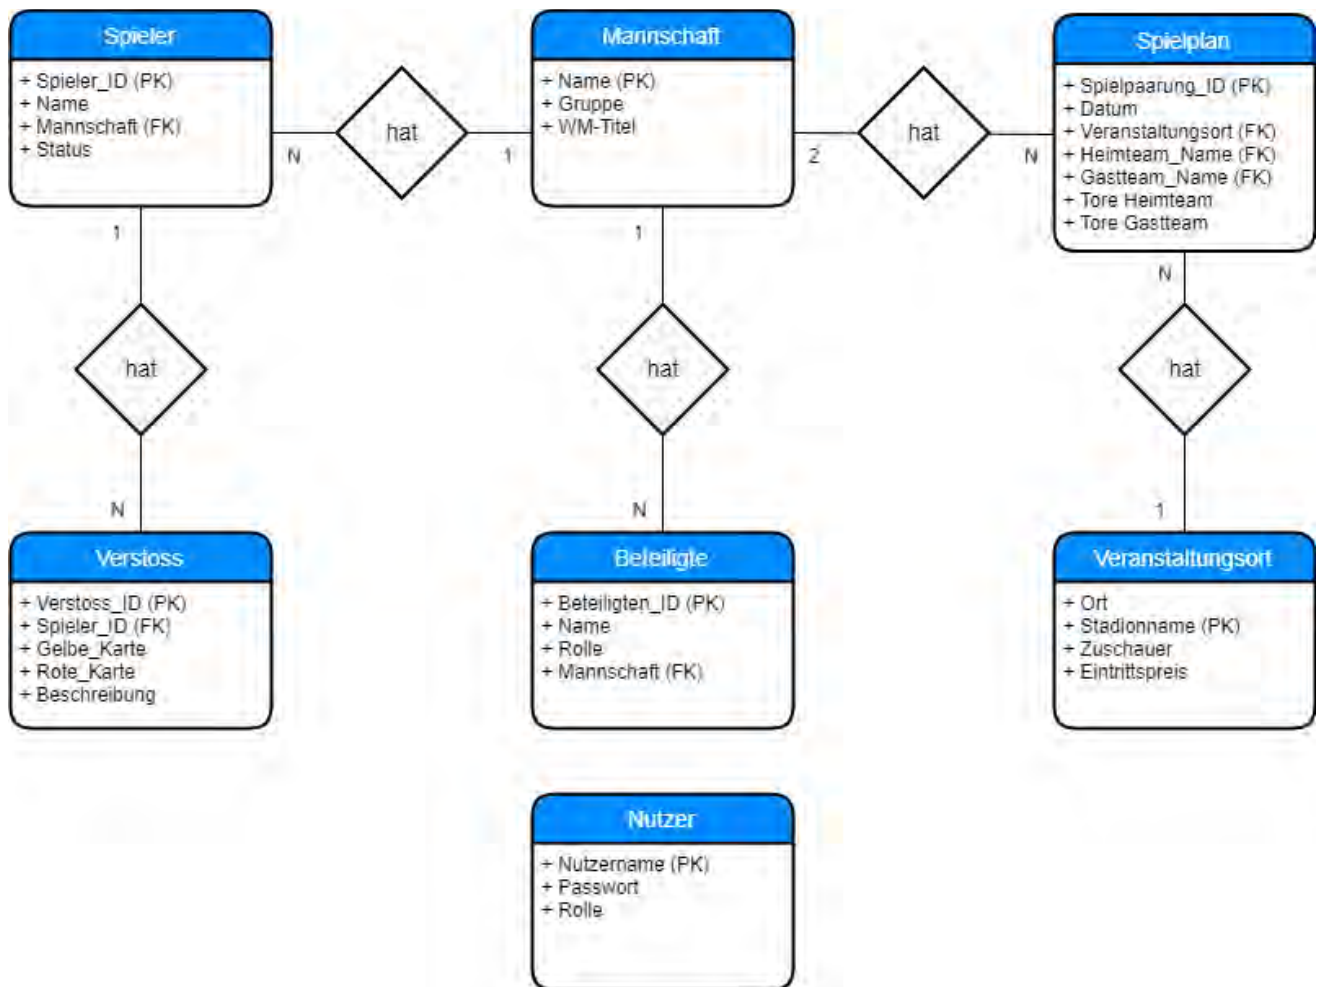 Spieler
+ Spieler_ID (PK)
+ Name
+ Mannschaft (FK)
+ Status
hat
N
1
Mannschaft
+ Name (PK)
+ Gruppe
+ WM-Titel
hat
2
N
Spielplan
+ Spielpaarung_ID (PK)
+ Datum
+ Veranstaltungsort (FK)
+ Heimteam_Name (FK)
+ Gastteam_Name (FK)
+ Tore Heimteam
+ Tore Gastteam
1
hat
N
1
hat
N
N
hat
1
Verstoss
+ Verstoss_ID (PK)
+ Spieler_ID (FK)
+ Gelbe_Karte
+ Rote_Karte
+ Beschreibung
Beteiligte
+ Beteiligten_ID (PK)
+ Name
+ Rolle
+ Mannschaft (FK)
Veranstaltungsort
+ Ort
+ Stadionname (PK)
+ Zuschauer
+ Eintrittspreis
Nutzer
+ Nutzername (PK)
+ Passwort
+ Rolle